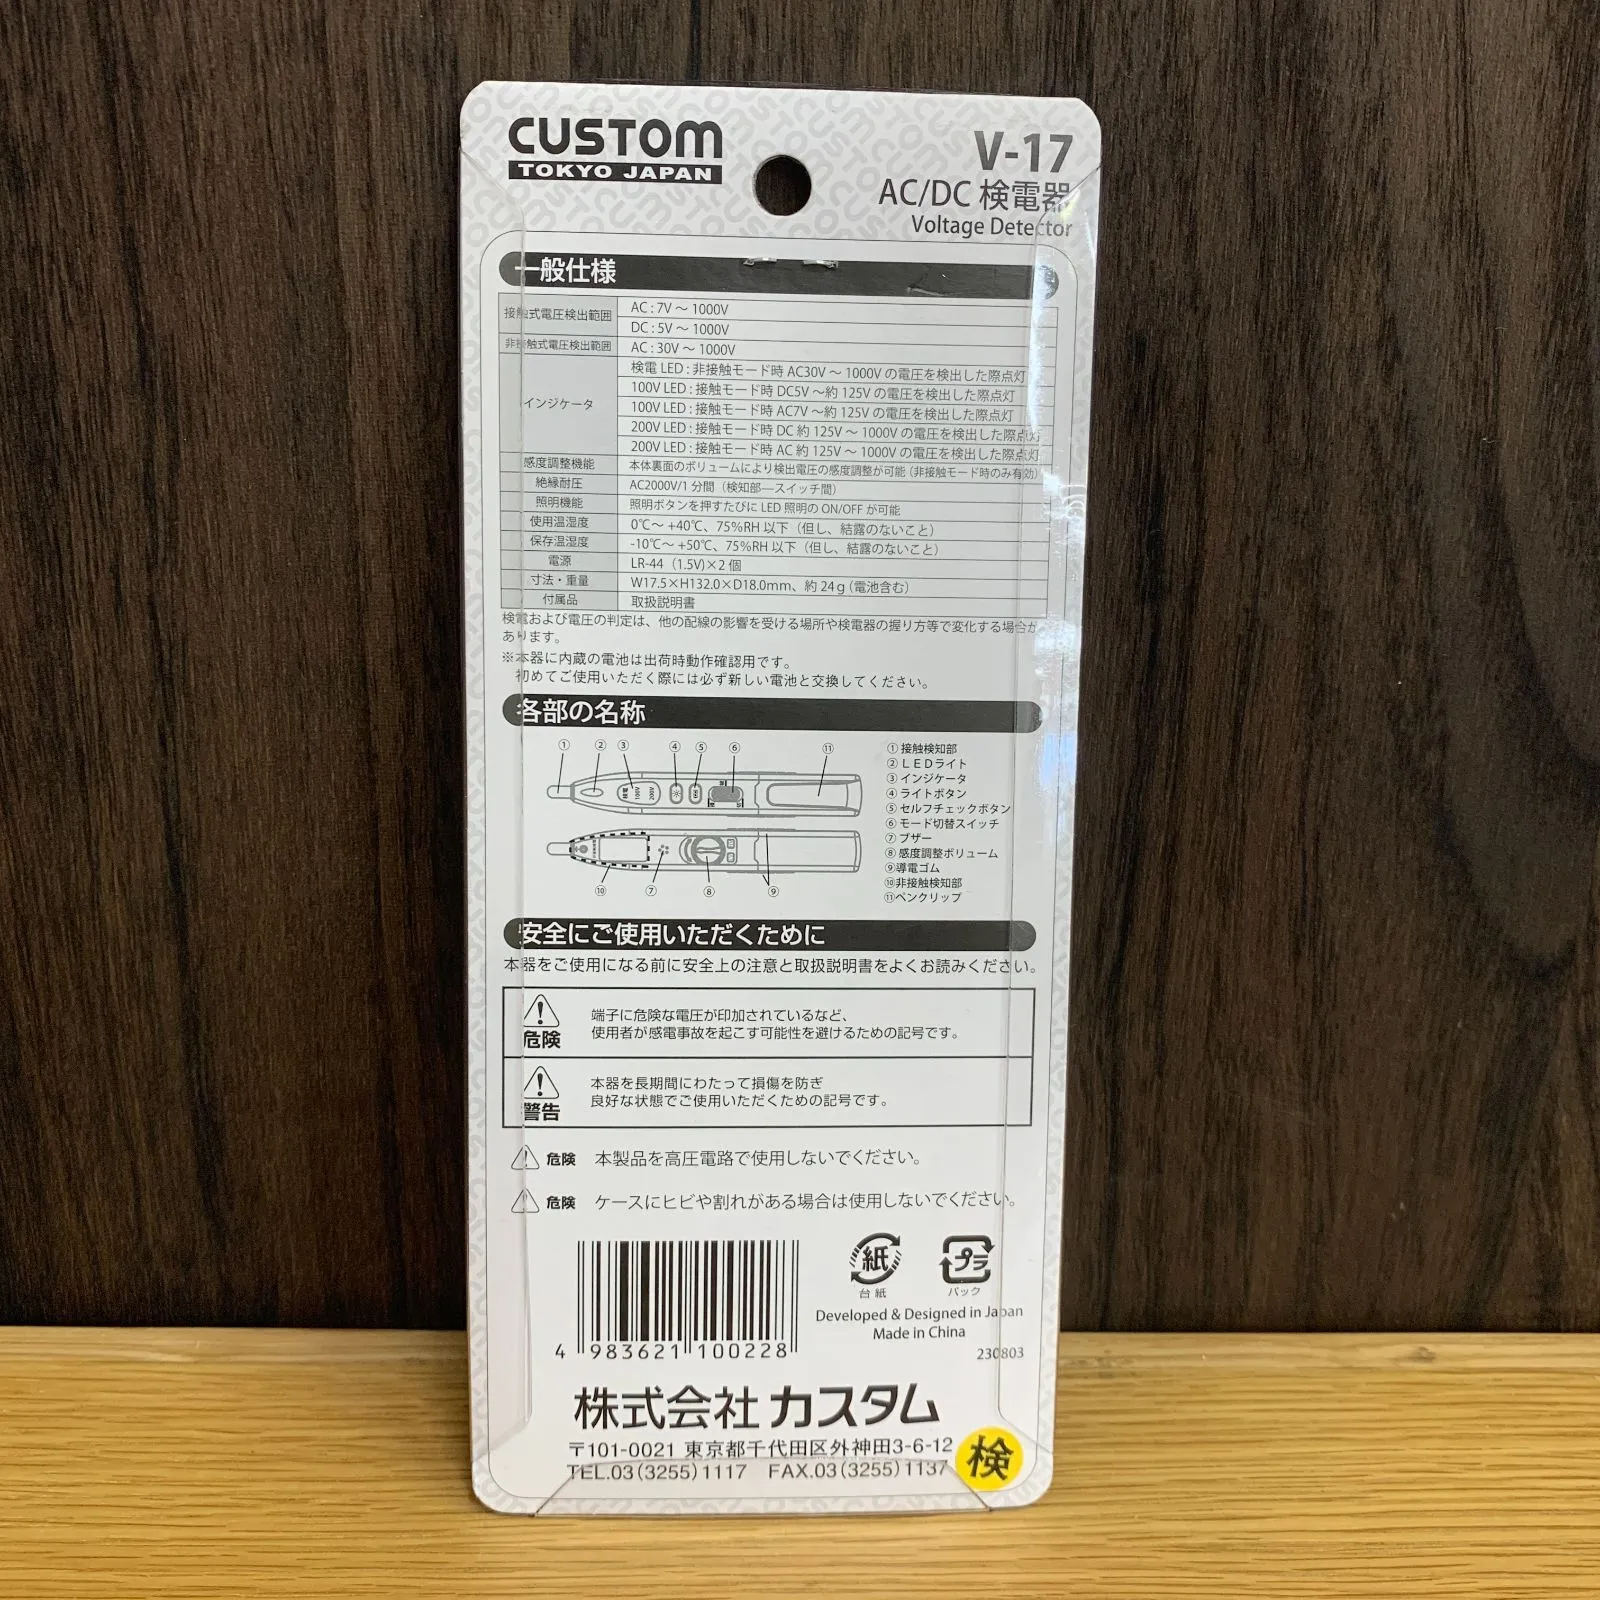 CUSTOM
TOKYO JAPAN
V-17
AC/DC 検電器
Voltage Detector
一般仕様
接触式電圧検出範囲
AC : 7V ～ 1000V
DC : 5V ～ 1000V
非接触式電圧検出範囲
AC : 30V ～ 1000V
インジケータ
検電 LED : 非接触モード時 AC30V ～ 1000V の電圧を検出した際点灯
100V LED : 接触モード時 DC5V ～約 125V の電圧を検出した際点灯
100V LED : 接触モード時 AC7V ～約 125V の電圧を検出した際点灯
200V LED : 接触モード時 DC 約 125V ～ 1000V の電圧を検出した際点灯
200V LED : 接触モード時 AC 約 125V ～ 1000V の電圧を検出した際点灯
感度調整機能
本体裏面のボリュームにより検出電圧の感度調整が可能 (非接触モード時のみ有効)
絶縁耐圧
AC2000V/1 分間（検知部―スイッチ間）
照明機能
照明ボタンを押すたびに LED 照明の ON/OFF が可能
使用温湿度
0℃～ +40℃、75%RH 以下（但し、結露のないこと）
保存温湿度
-10℃～ +50℃、75%RH 以下（但し、結露のないこと）
電源
LR-44（1.5V)×2 個
寸法・重量
W17.5×H132.0×D18.0mm、約 24 g (電池含む)
付属品
取扱説明書
検電および電圧の判定は、他の配線の影響を受ける場所や検電器の握り方等で変化する場合が
あります。
※本器に内蔵の電池は出荷時動作確認用です。
初めてご使用いただく際には必ず新しい電池と交換してください。
各部の名称
① ② ③ ④ ⑤ ⑥ ⑪
検電 100V 200V
⑩ ⑦ ⑧ ⑨
① 接触検知部
② ＬＥＤライト
③ インジケータ
④ ライトボタン
⑤ セルフチェックボタン
⑥ モード切替スイッチ
⑦ ブザー
⑧ 感度調整ボリューム
⑨導電ゴム
⑩非接触検知部
⑪ペンクリップ
安全にご使用いただくために
本器をご使用になる前に安全上の注意と取扱説明書をよくお読みください。
危険
端子に危険な電圧が印加されているなど、
使用者が感電事故を起こす可能性を避けるための記号です。
警告
本器を長期間にわたって損傷を防ぎ
良好な状態でご使用いただくための記号です。
危険 本製品を高圧電路で使用しないでください。
危険 ケースにヒビや割れがある場合は使用しないでください。
紙
台紙
プラ
パック
Developed & Designed in Japan
Made in China
230803
4 983621 100228
株式会社 カスタム
〒101-0021 東京都千代田区外神田3-6-12
TEL.03(3255)1117 FAX.03(3255)1137
検